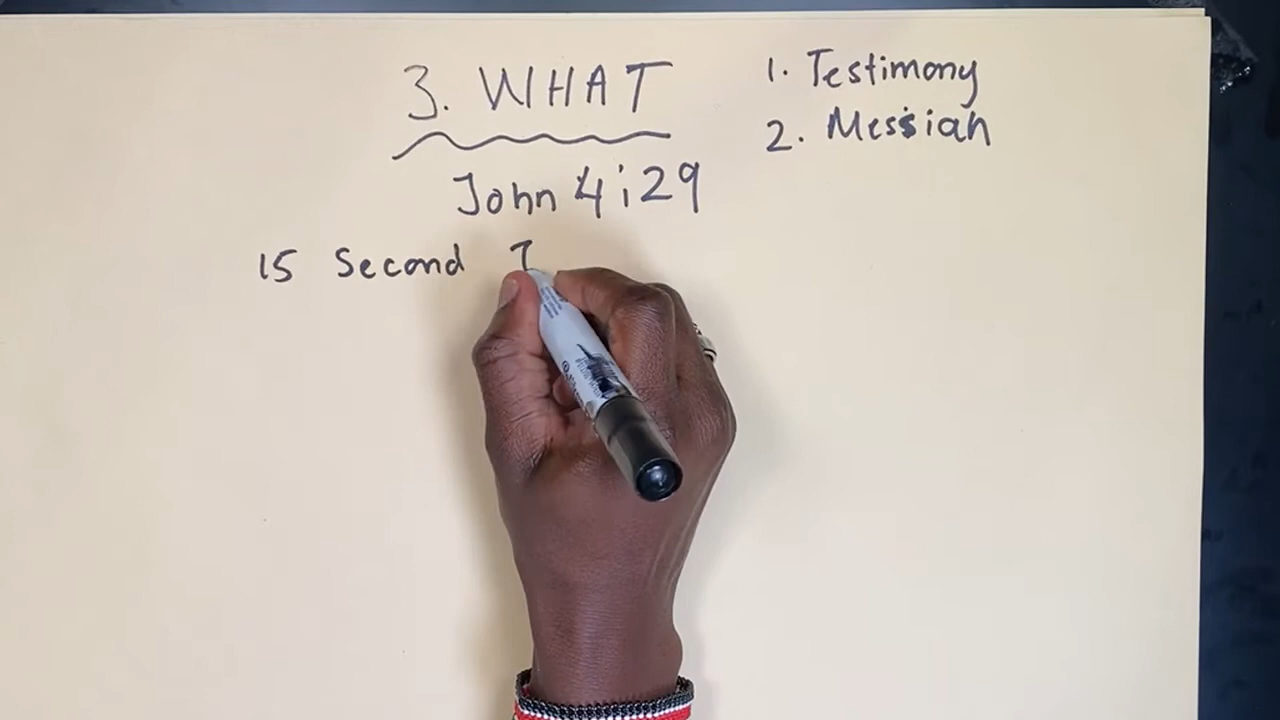 3. WHAT
John 4:29
1. Testimony
2. Messiah
15 Second T